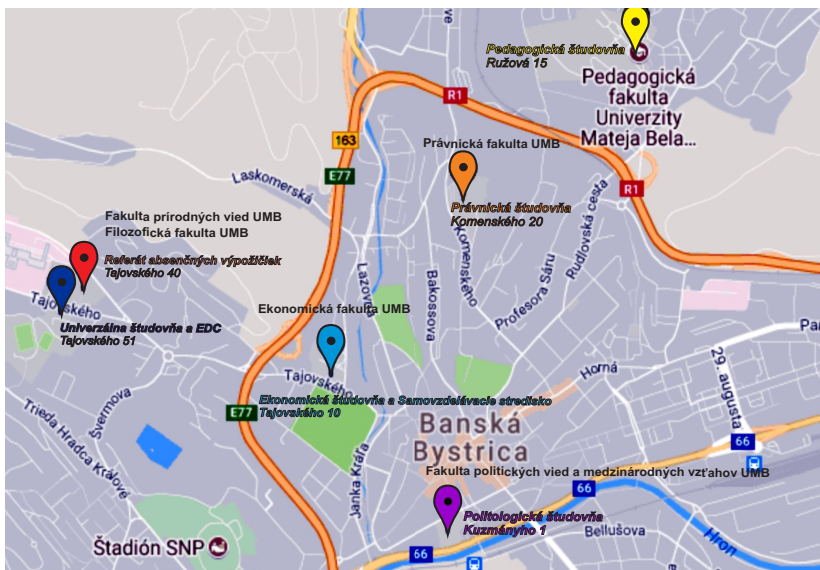 Pedagogická študovňa
Ružová 15
Pedagogická
fakulta
Univerzity
Mateja Bela...
R1
163
E77
Právnická fakulta UMB
Laskomerská
Právnická študovňa
Komenského 20
R1
Rudlovská cesta
Fakulta prírodných vied UMB
Filozofická fakulta UMB
Referát absenčných výpožičiek
Tajovského 40
Komenského
Profesora Sáru
Lazovná
Bakossova
Tajovského
Univerzálna študovňa a EDC
Tajovského 51
Ekonomická fakulta UMB
Tajovského
Ekonomická študovňa a Samovzdelávacie stredisko
Tajovského 10
Horná
29. augusta
Pa
E77
Švermova
Trieda Hradca Králové
Banská
Bystrica
Janka Kráľa
66
66
Fakulta politických vied a medzinárodných vzťahov UMB
66
Politologická študovňa
Kuzmányho 1
Bellušova
Hron
66
Štadión SNP